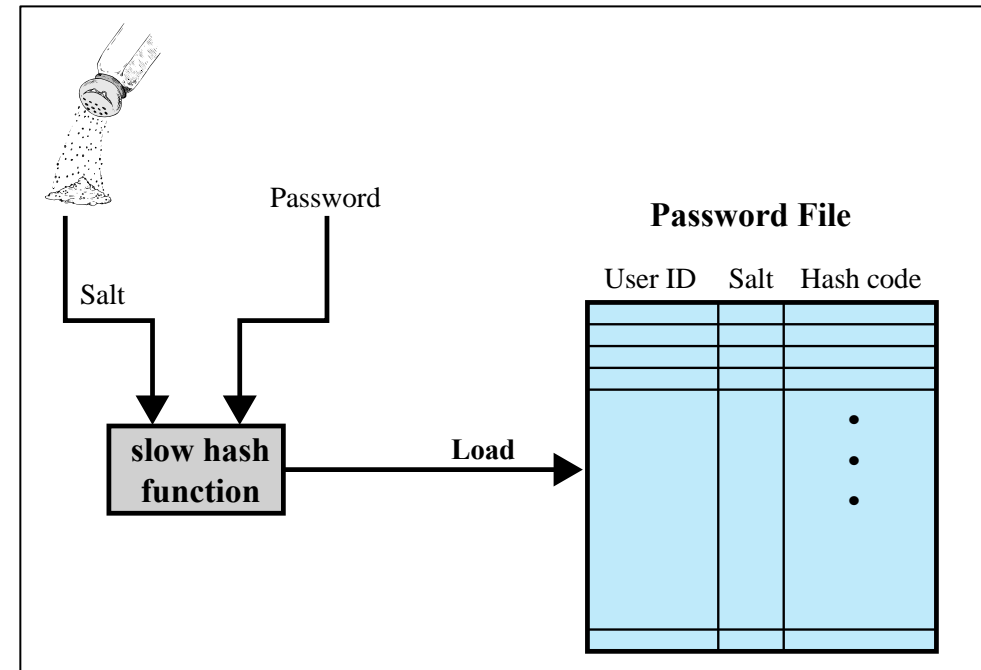 Password
Salt
slow hash
function
Load
Password File
User ID Salt Hash code